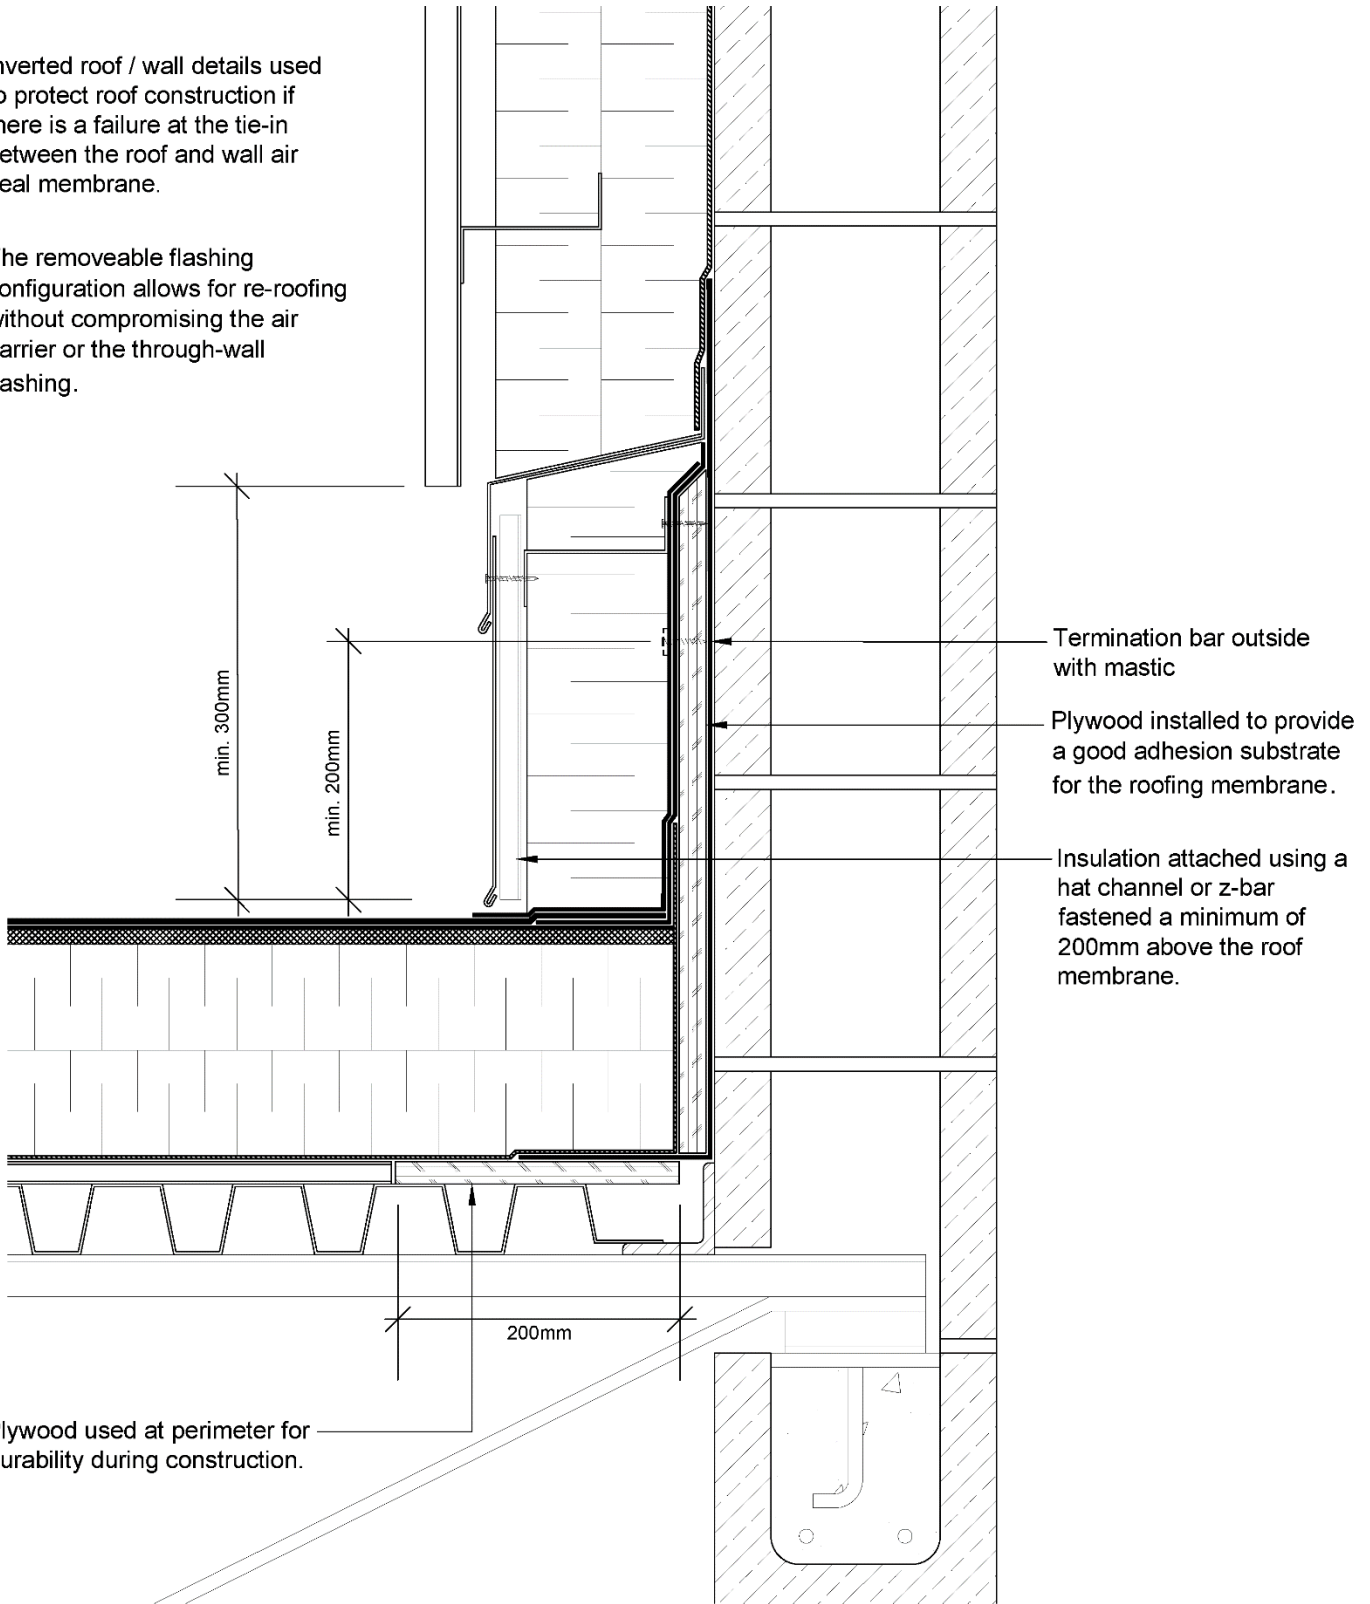 nverted roof / wall details used
o protect roof construction if
here is a failure at the tie-in
etween the roof and wall air
eal membrane.
he removeable flashing
onfiguration allows for re-roofing
vithout compromising the air
arrier or the through-wall
ashing.
min. 300mm
min. 200mm
Termination bar outside
with mastic
Plywood installed to provide
a good adhesion substrate
for the roofing membrane.
Insulation attached using a
hat channel or z-bar
fastened a minimum of
200mm above the roof
membrane.
200mm
lywood used at perimeter for
urability during construction.